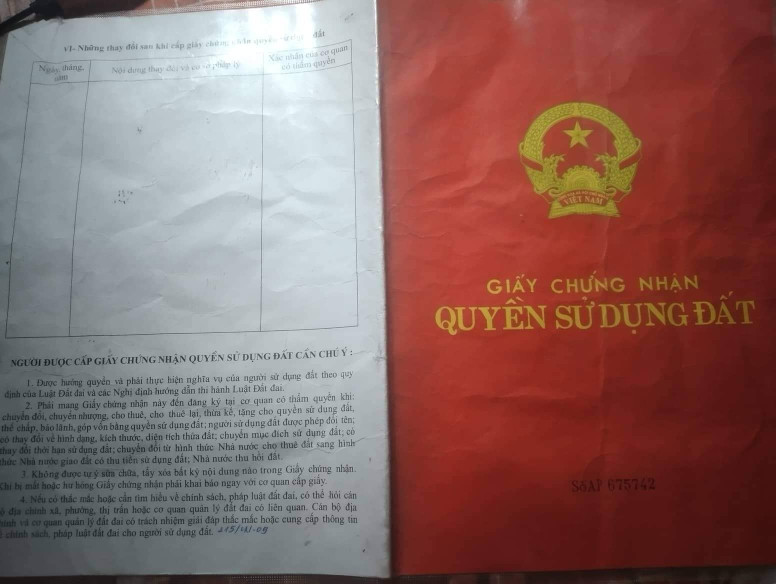 VI- Những thay đổi sau khi cấp giấy chứng nhận quyền sử dụng đất
Ngày, tháng, năm
Nội dung thay đổi và cơ sở pháp lý
Xác nhận của cơ quan
có thẩm quyền
NGƯỜI ĐƯỢC CẤP GIẤY CHỨNG NHẬN QUYỀN SỬ DỤNG ĐẤT CẦN CHÚ Ý :
1. Được hưởng quyền và phải thực hiện nghĩa vụ của người sử dụng đất theo quy
định của Luật Đất đai và các Nghị định hướng dẫn thi hành Luật Đất đai.
2. Phải mang Giấy chứng nhận này đến đăng ký tại cơ quan có thẩm quyền khi:
chuyển đổi, chuyển nhượng, cho thuê, cho thuê lại, thừa kế, tặng cho quyền sử dụng đất,
thế chấp, bảo lãnh, góp vốn bằng quyền sử dụng đất; người sử dụng đất được phép đổi tên;
có thay đổi về hình dạng, kích thước, diện tích thửa đất; chuyển mục đích sử dụng đất; có
thay đổi thời hạn sử dụng đất; chuyển đổi từ hình thức Nhà nước cho thuê đất sang hình
thức Nhà nước giao đất có thu tiền sử dụng đất; Nhà nước thu hồi đất.
3. Không được tự ý sửa chữa, tẩy xóa bất kỳ nội dung nào trong Giấy chứng nhận.
Khi bị mất hoặc hư hỏng Giấy chứng nhận phải khai báo ngay với cơ quan cấp giấy.
4. Nếu có thắc mắc hoặc cần tìm hiểu về chính sách, pháp luật đất đai, có thể hỏi cán
bộ địa chính xã, phường, thị trấn hoặc cơ quan quản lý đất đai có liên quan. Cán bộ địa
chính và cơ quan quản lý đất đai có trách nhiệm giải đáp thắc mắc hoặc cung cấp thông tin
chính sách, pháp luật đất đai cho người sử dụng đất.
VIỆT NAM
GIẤY CHỨNG NHẬN
QUYỀN SỬ DỤNG ĐẤT
Số AP 675742